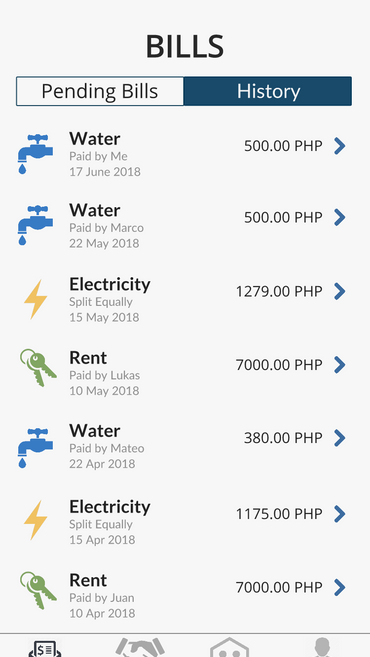 BILLS
Pending Bills
History
Water
Paid by Me
17 June 2018
500.00 PHP
Water
Paid by Marco
22 May 2018
500.00 PHP
Electricity
Split Equally
15 May 2018
1279.00 PHP
Rent
Paid by Lukas
10 May 2018
7000.00 PHP
Water
Paid by Mateo
22 Apr 2018
380.00 PHP
Electricity
Split Equally
15 Apr 2018
1175.00 PHP
Rent
Paid by Juan
10 Apr 2018
7000.00 PHP
$